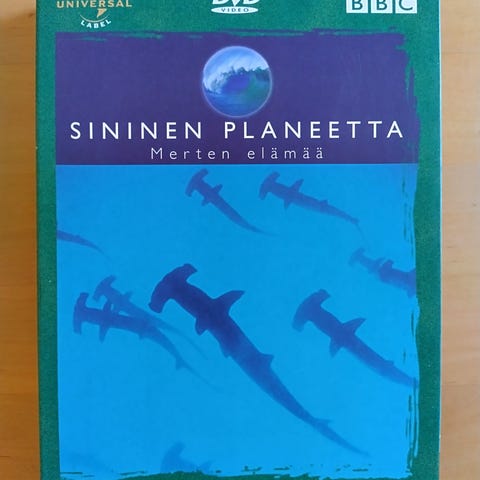 UNIVERSAL
LABEL
DVD
VIDEO
BBC
SININEN PLANEETTA
Merten elämää